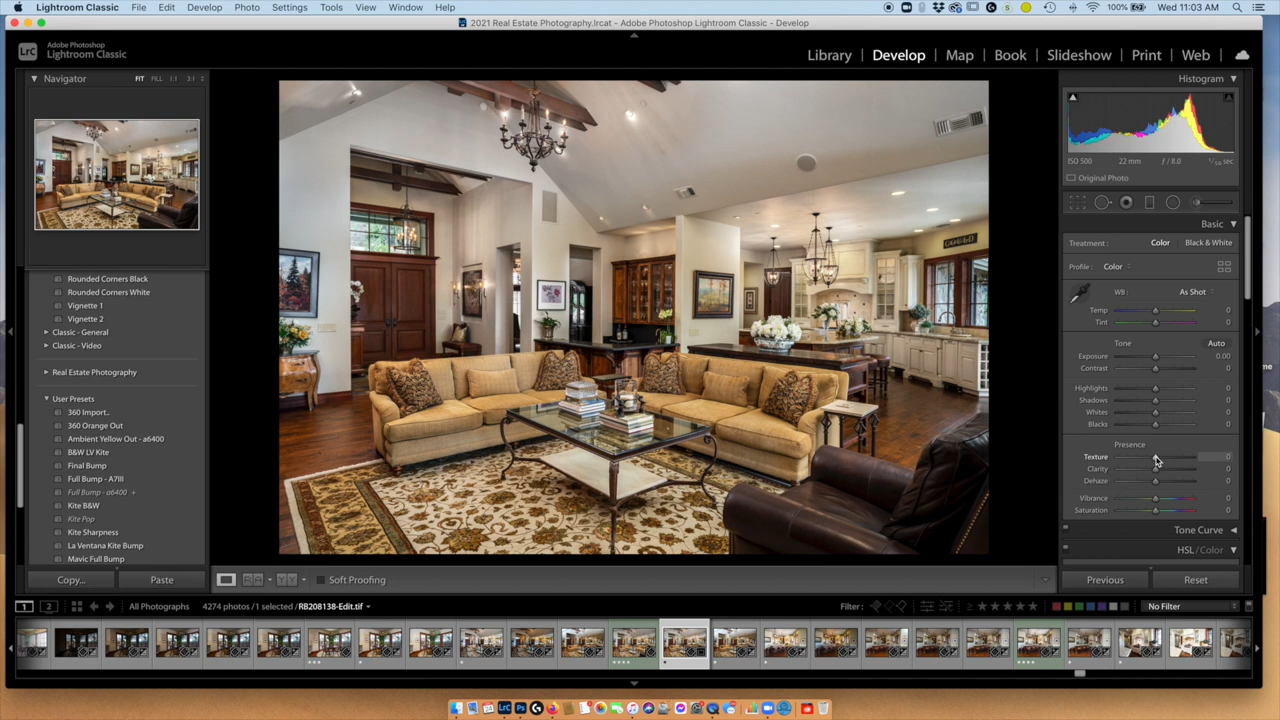 Lightroom Classic File Edit Develop Photo Settings Tools View Window Help 100% Wed 11:03 AM
2021 Real Estate Photography.lrcat - Adobe Photoshop Lightroom Classic - Develop
LrC Adobe Photoshop
Lightroom Classic
Library Develop Map Book Slideshow Print Web
Navigator FIT FILL 1:1 3:1
Rounded Corners Black
Rounded Corners White
Vignette 1
Vignette 2
Classic - General
Classic - Video
Real Estate Photography
User Presets
360 Import..
360 Orange Out
Ambient Yellow Out - a6400
B&W LV Kite
Final Bump
Full Bump - A7III
Full Bump - a6400 +
Kite B&W
Kite Pop
Kite Sharpness
La Ventana Kite Bump
Mavic Full Bump
Copy... Paste
GOULD
Soft Proofing
Histogram
ISO 500 22 mm ƒ / 8.0
Original Photo
Basic
Treatment : Color Black & White
Profile : Color
WB : As Shot
Temp 0
Tint 0
Tone Auto
Exposure 0.00
Contrast 0
Highlights 0
Shadows 0
Whites 0
Blacks 0
Presence
Texture 0
Clarity 0
Dehaze 0
Vibrance 0
Saturation 0
Tone Curve
HSL / Color
Previous Reset
me
1 2 All Photographs 4274 photos / 1 selected / RB208138-Edit.tif Filter : No Filter
LrC Ps